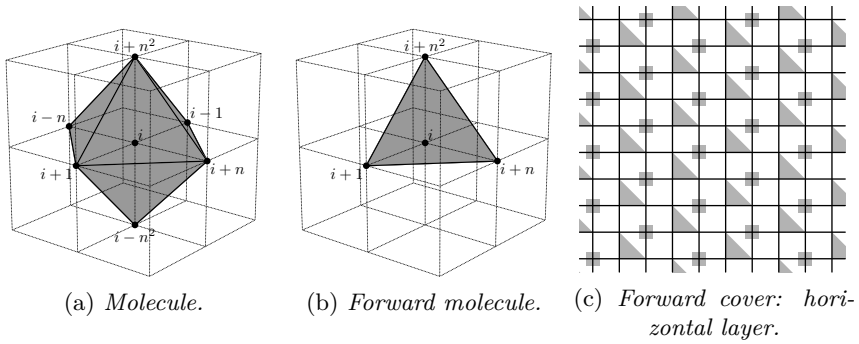 i + n²
i − n
i − 1
i
i + 1
i + n
i − n²
(a) Molecule.
i + n²
i
i + 1
i + n
(b) Forward molecule.
(c) Forward cover: hori-
zontal layer.